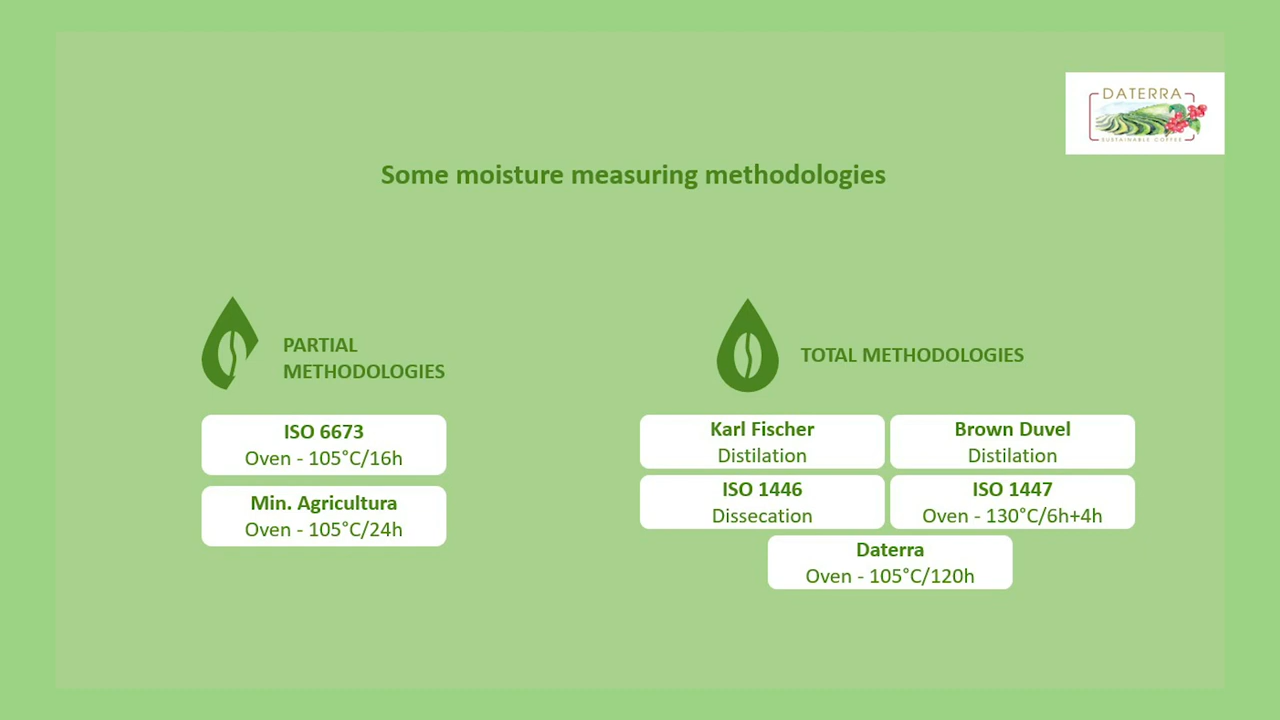 DATERRA
SUSTAINABLE COFFEE
Some moisture measuring methodologies
PARTIAL
METHODOLOGIES
ISO 6673
Oven - 105°C/16h
Min. Agricultura
Oven - 105°C/24h
TOTAL METHODOLOGIES
Karl Fischer
Distilation
Brown Duvel
Distilation
ISO 1446
Dissecation
ISO 1447
Oven - 130°C/6h+4h
Daterra
Oven - 105°C/120h